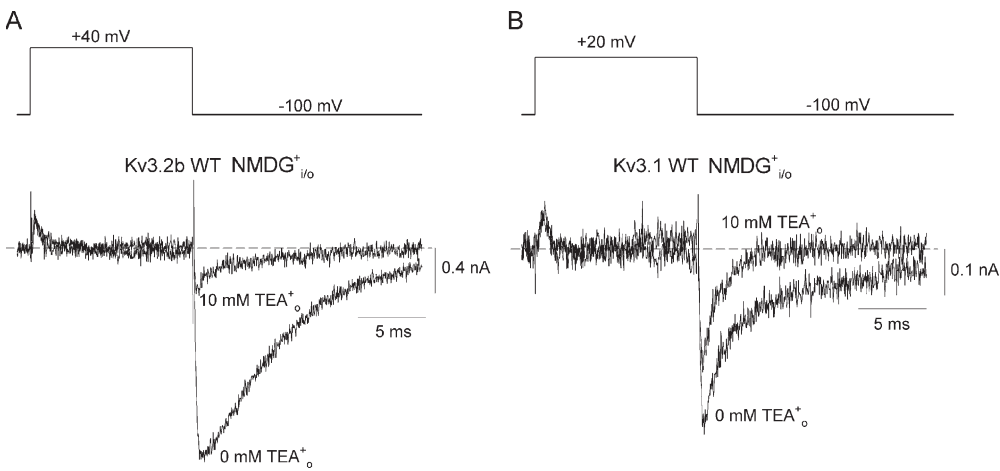 A
+40 mV
-100 mV
Kv3.2b WT NMDG⁺i/o
10 mM TEA⁺o
0 mM TEA⁺o
0.4 nA
5 ms
B
+20 mV
-100 mV
Kv3.1 WT NMDG⁺i/o
10 mM TEA⁺o
0 mM TEA⁺o
0.1 nA
5 ms